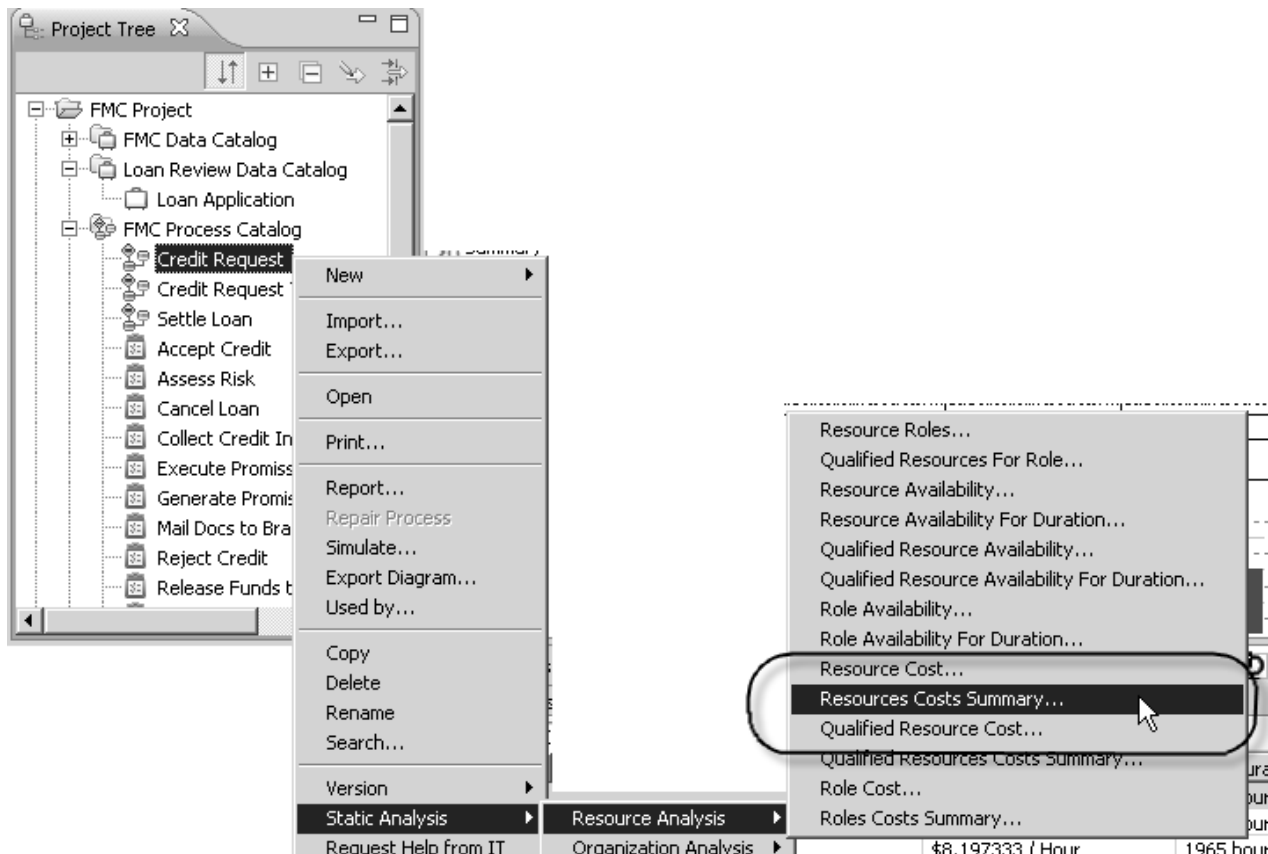 Project Tree
FMC Project
FMC Data Catalog
Loan Review Data Catalog
Loan Application
FMC Process Catalog
Credit Request
Credit Request
Settle Loan
Accept Credit
Assess Risk
Cancel Loan
Collect Credit In
Execute Promiss
Generate Promis
Mail Docs to Bra
Reject Credit
Release Funds t
Summary
New
Import...
Export...
Open
Print...
Report...
Repair Process
Simulate...
Export Diagram...
Used by...
Copy
Delete
Rename
Search...
Version
Static Analysis
Request Help from IT
Resource Analysis
Organization Analysis
Resource Roles...
Qualified Resources For Role...
Resource Availability...
Resource Availability For Duration...
Qualified Resource Availability...
Qualified Resource Availability For Duration...
Role Availability...
Role Availability For Duration...
Resource Cost...
Resources Costs Summary...
Qualified Resource Cost...
Qualified Resources Costs Summary...
Role Cost...
Roles Costs Summary...
$8.197333 / Hour
1965 hour